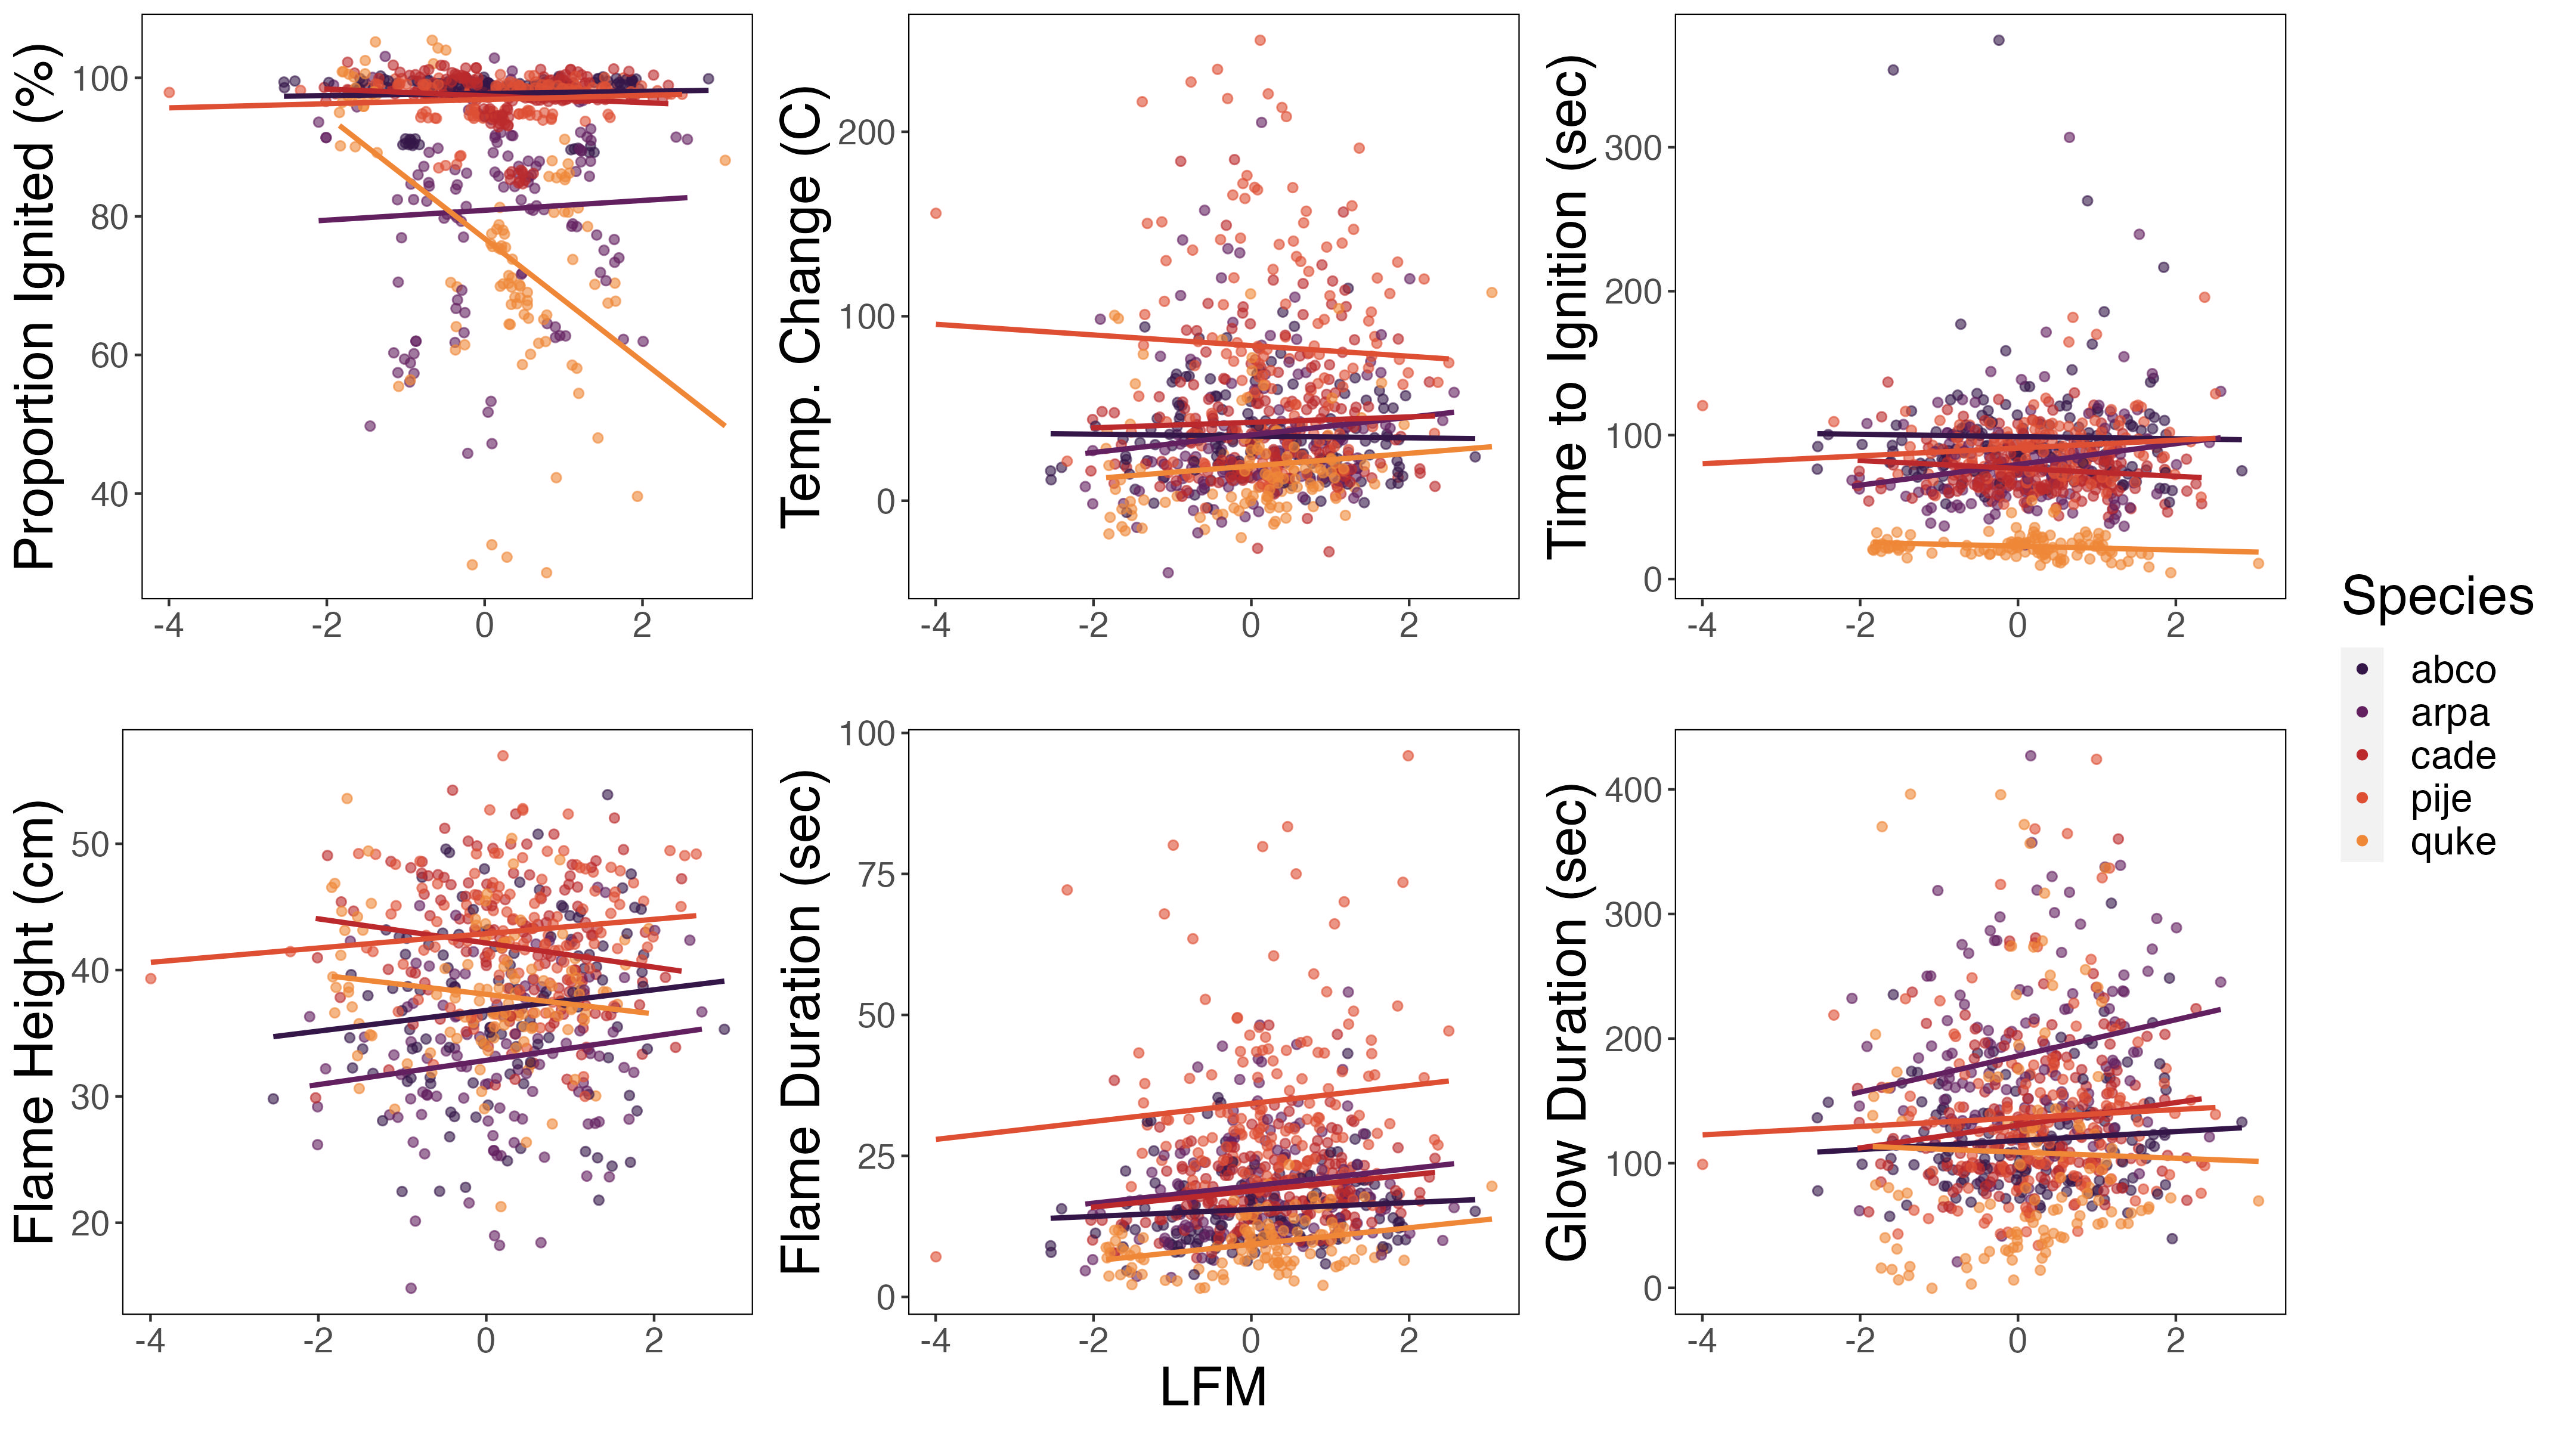 Proportion Ignited (%)
100
80
60
40
-4 -2 0 2
Temp. Change (C)
200
100
0
-4 -2 0 2
Time to Ignition (sec)
300
200
100
0
-4 -2 0 2
Flame Height (cm)
50
40
30
20
-4 -2 0 2
Flame Duration (sec)
100
75
50
25
0
-4 -2 0 2
Glow Duration (sec)
400
300
200
100
0
-4 -2 0 2
LFM
Species
abco
arpa
cade
pije
quke